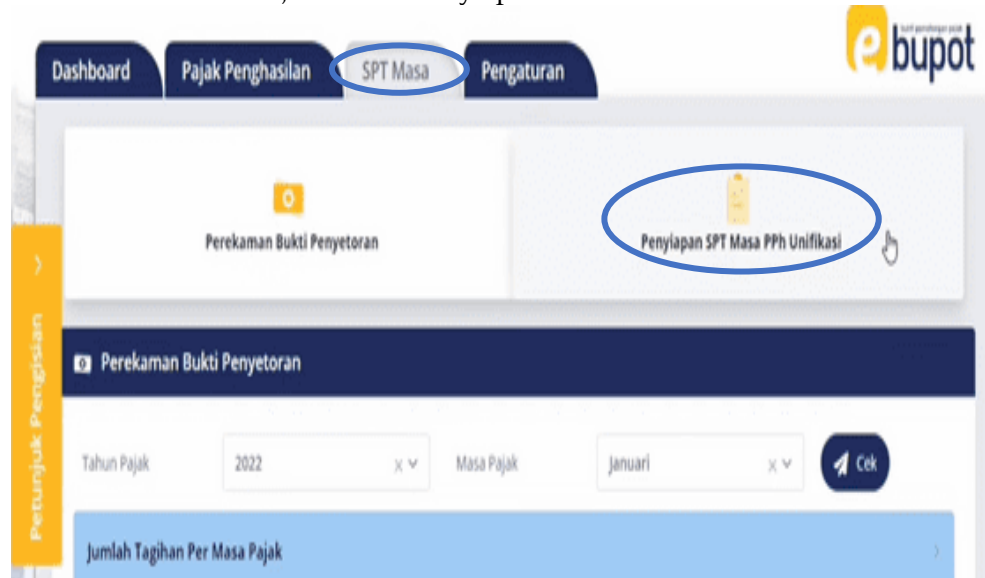 Dashboard Pajak Penghasilan SPT Masa Pengaturan
e bupot
Perekaman Bukti Penyetoran
Penyiapan SPT Masa PPh Unifikasi
Petunjuk Pengisian
Perekaman Bukti Penyetoran
Tahun Pajak 2022 Masa Pajak Januari Cek
Jumlah Tagihan Per Masa Pajak